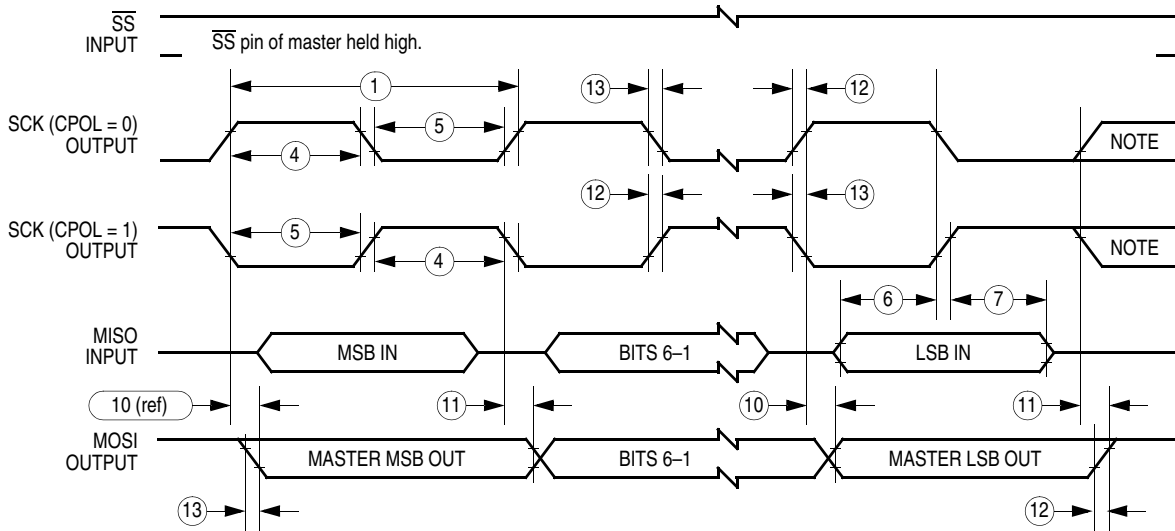 SS
INPUT
SS pin of master held high.
1
13
12
SCK (CPOL = 0)
OUTPUT
5
4
NOTE
12
13
SCK (CPOL = 1)
OUTPUT
5
4
NOTE
6
7
MISO
INPUT
MSB IN
BITS 6–1
LSB IN
10 (ref)
11
10
11
MOSI
OUTPUT
MASTER MSB OUT
BITS 6–1
MASTER LSB OUT
13
12